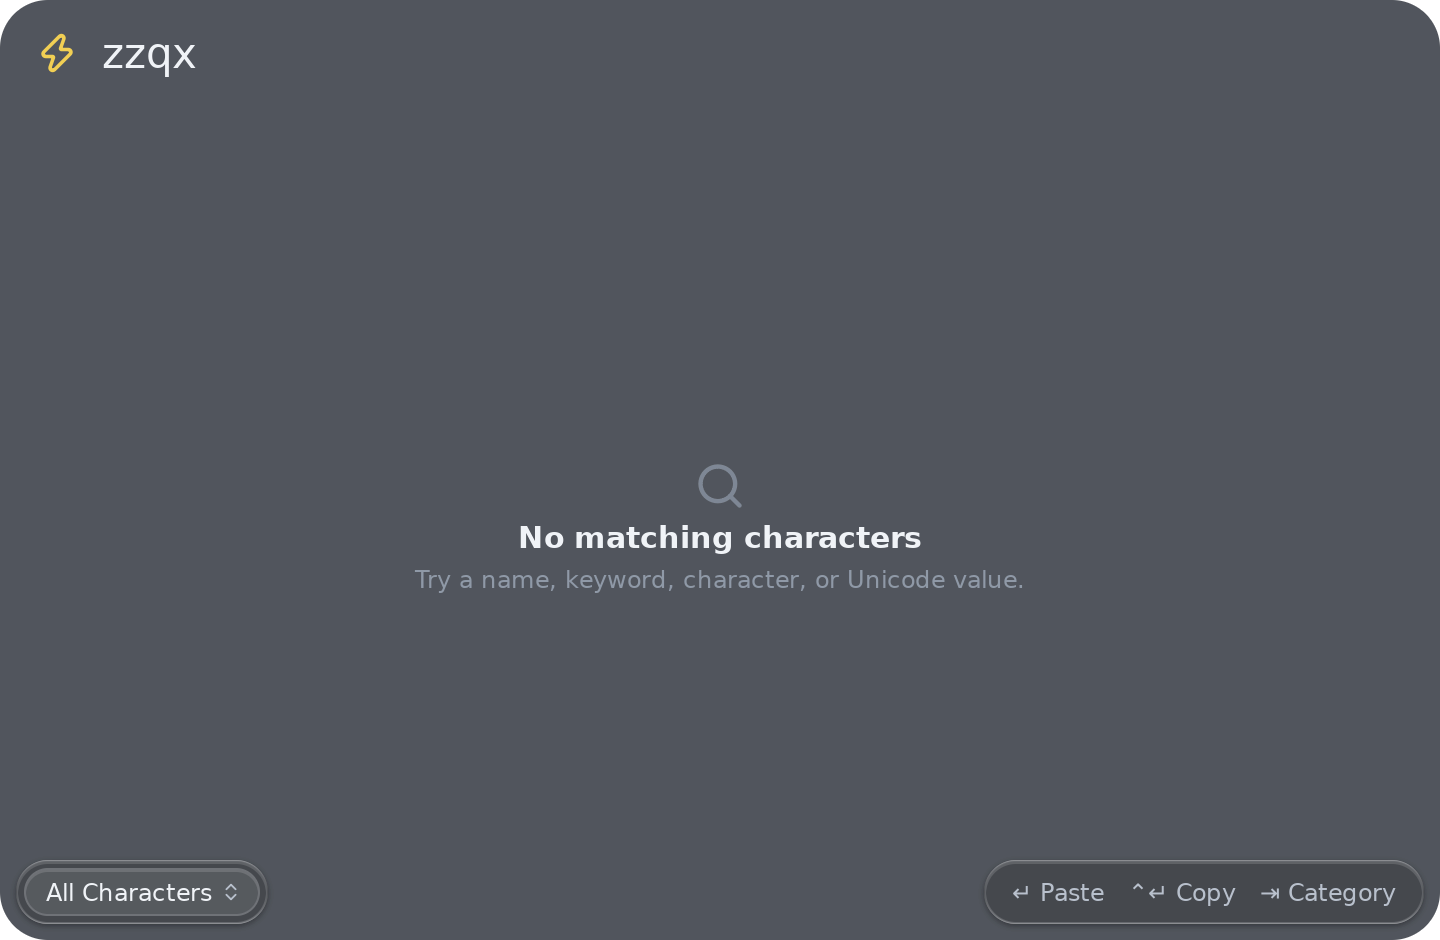 zzqx
No matching characters
Try a name, keyword, character, or Unicode value.
All Characters
↵ Paste ⌃↵ Copy ⇥ Category